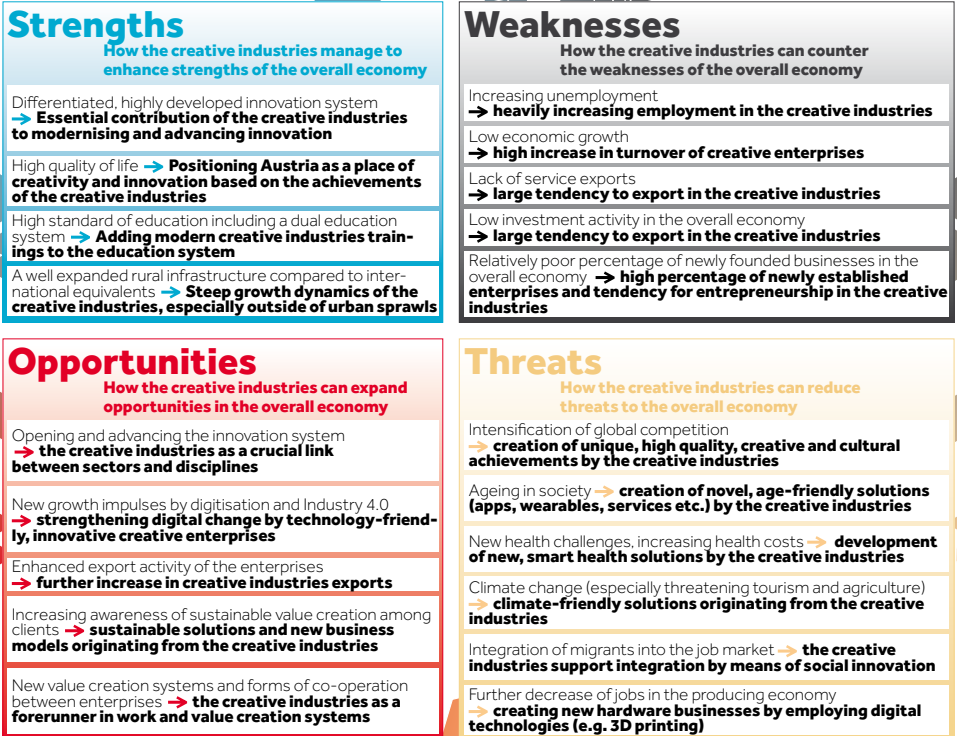 Strengths
How the creative industries manage to
enhance strengths of the overall economy
Differentiated, highly developed innovation system
→ Essential contribution of the creative industries
to modernising and advancing innovation
High quality of life → Positioning Austria as a place of
creativity and innovation based on the achievements
of the creative industries
High standard of education including a dual education
system → Adding modern creative industries train-
ings to the education system
A well expanded rural infrastructure compared to inter-
national equivalents → Steep growth dynamics of the
creative industries, especially outside of urban sprawls
Weaknesses
How the creative industries can counter
the weaknesses of the overall economy
Increasing unemployment
→ heavily increasing employment in the creative industries
Low economic growth
→ high increase in turnover of creative enterprises
Lack of service exports
→ large tendency to export in the creative industries
Low investment activity in the overall economy
→ large tendency to export in the creative industries
Relatively poor percentage of newly founded businesses in the
overall economy → high percentage of newly established
enterprises and tendency for entrepreneurship in the creative
industries
Opportunities
How the creative industries can expand
opportunities in the overall economy
Opening and advancing the innovation system
→ the creative industries as a crucial link
between sectors and disciplines
New growth impulses by digitisation and Industry 4.0
→ strengthening digital change by technology-friend-
ly, innovative creative enterprises
Enhanced export activity of the enterprises
→ further increase in creative industries exports
Increasing awareness of sustainable value creation among
clients → sustainable solutions and new business
models originating from the creative industries
New value creation systems and forms of co-operation
between enterprises → the creative industries as a
forerunner in work and value creation systems
Threats
How the creative industries can reduce
threats to the overall economy
Intensification of global competition
→ creation of unique, high quality, creative and cultural
achievements by the creative industries
Ageing in society → creation of novel, age-friendly solutions
(apps, wearables, services etc.) by the creative industries
New health challenges, increasing health costs → development
of new, smart health solutions by the creative industries
Climate change (especially threatening tourism and agriculture)
→ climate-friendly solutions originating from the creative
industries
Integration of migrants into the job market → the creative
industries support integration by means of social innovation
Further decrease of jobs in the producing economy
→ creating new hardware businesses by employing digital
technologies (e.g. 3D printing)